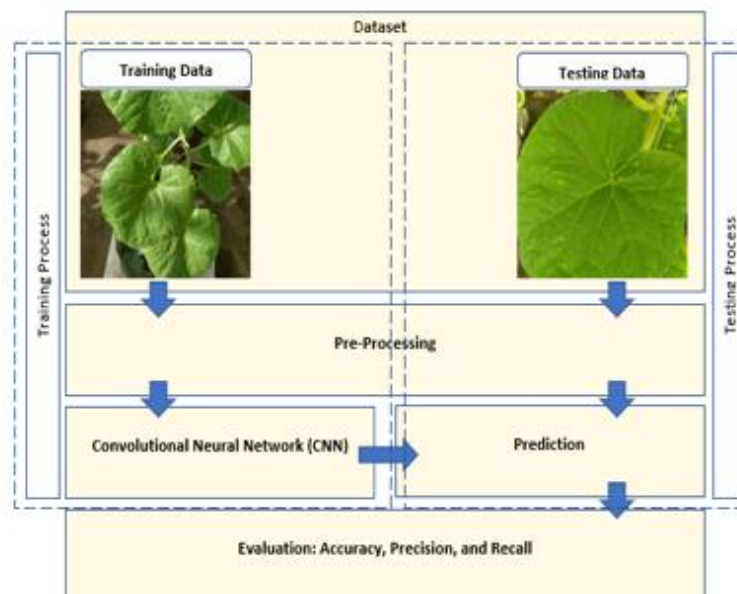 Dataset
Training Data
Testing Data
Training Process
Testing Process
Pre-Processing
Convolutional Neural Network (CNN)
Prediction
Evaluation: Accuracy, Precision, and Recall